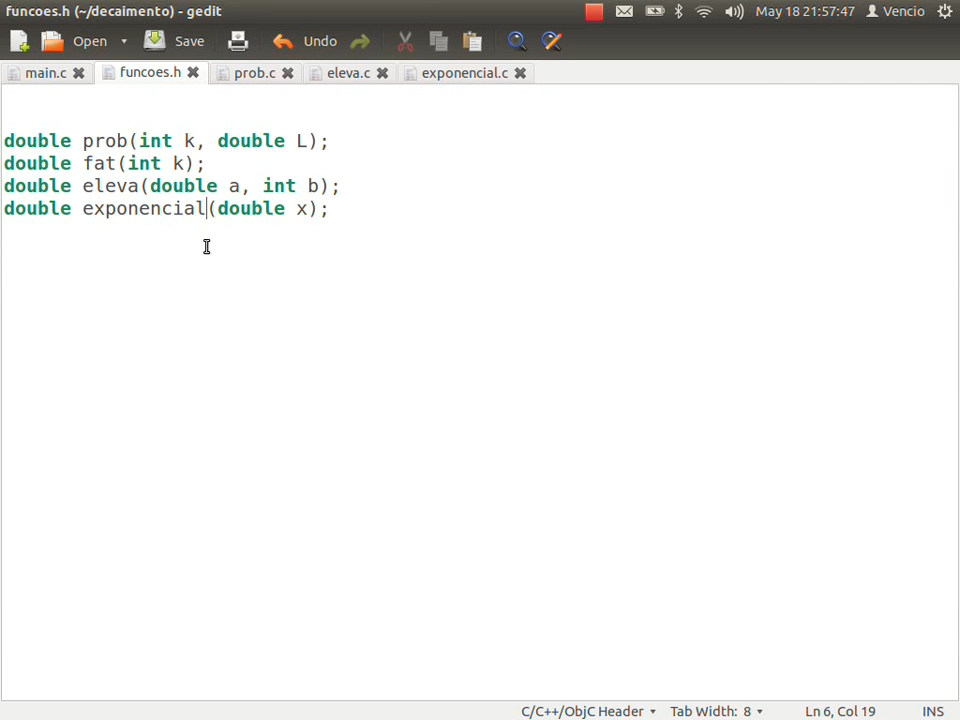 funcoes.h (~/decaimento) - gedit
May 18 21:57:47
Vencio
Open
Save
Undo
main.c
funcoes.h
prob.c
eleva.c
exponencial.c
double prob(int k, double L);
double fat(int k);
double eleva(double a, int b);
double exponencial(double x);
C/C++/ObjC Header
Tab Width: 8
Ln 6, Col 19
INS